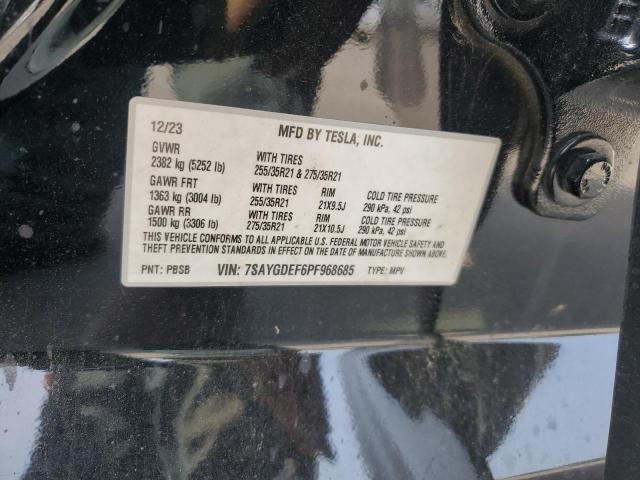 12/23 MFD BY TESLA, INC.
GVWR
2382 kg (5252 lb) WITH TIRES 255/35R21 & 275/35R21
GAWR FRT WITH TIRES RIM COLD TIRE PRESSURE
1363 kg (3004 lb) 255/35R21 21X9.5J 290 kPa, 42 psi
GAWR RR WITH TIRES RIM COLD TIRE PRESSURE
1500 kg (3306 lb) 275/35R21 21X10.5J 290 kPa, 42 psi
THIS VEHICLE CONFORMS TO ALL APPLICABLE U.S. FEDERAL MOTOR VEHICLE SAFETY AND
THEFT PREVENTION STANDARDS IN EFFECT ON THE DATE OF MANUFACTURE SHOWN ABOVE.
PNT: PBSB VIN: 7SAYGDEF6PF968685 TYPE: MPV